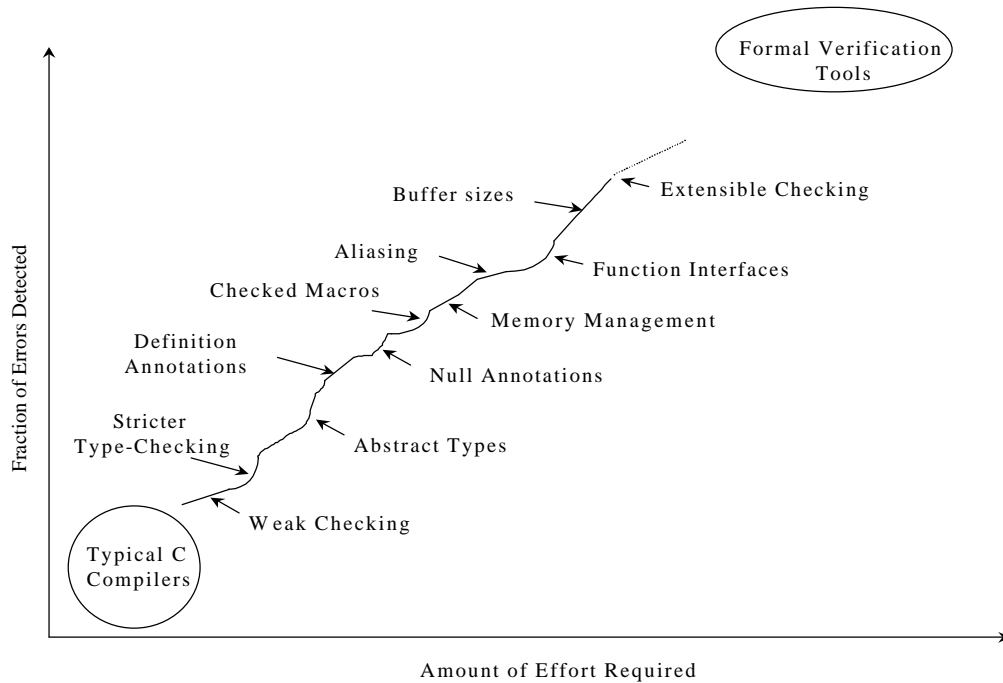 Formal Verification
Tools
Buffer sizes
Extensible Checking
Aliasing
Function Interfaces
Checked Macros
Memory Management
Definition
Annotations
Null Annotations
Stricter
Type-Checking
Abstract Types
Weak Checking
Typical C
Compilers
Fraction of Errors Detected
Amount of Effort Required